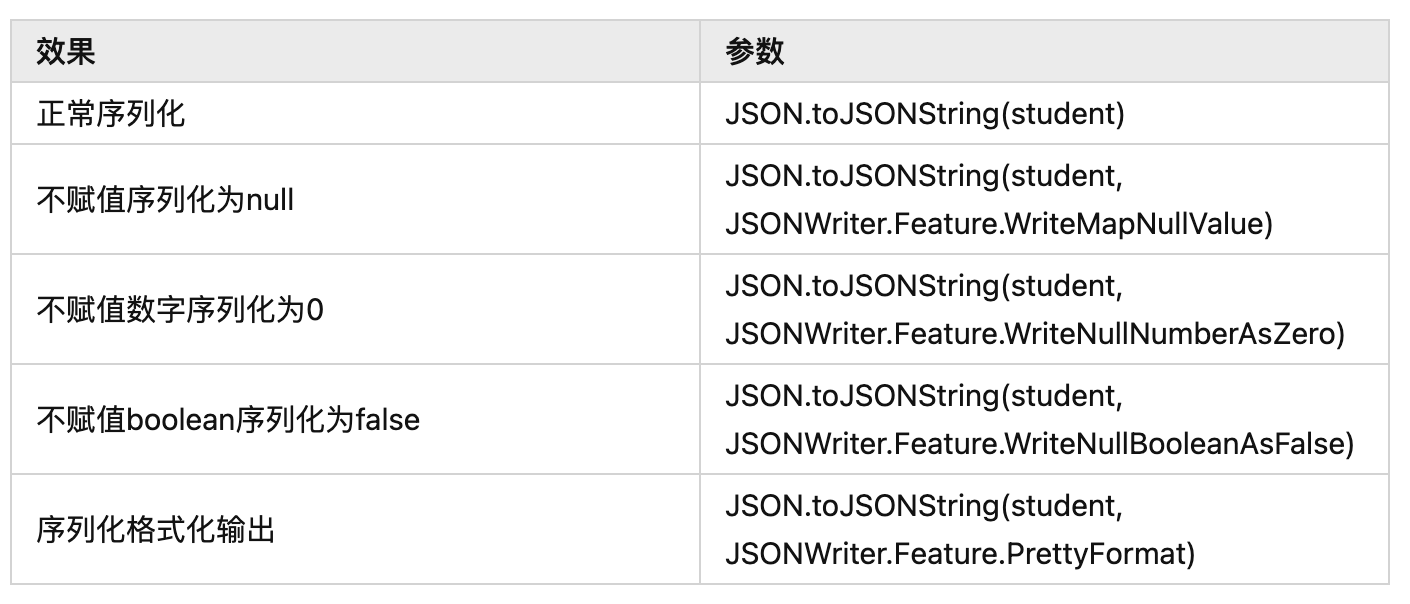 效果
参数
正常序列化
JSON.toJSONString(student)
不赋值序列化为null
JSON.toJSONString(student,
JSONWriter.Feature.WriteMapNullValue)
不赋值数字序列化为0
JSON.toJSONString(student,
JSONWriter.Feature.WriteNullNumberAsZero)
不赋值boolean序列化为false
JSON.toJSONString(student,
JSONWriter.Feature.WriteNullBooleanAsFalse)
序列化格式化输出
JSON.toJSONString(student,
JSONWriter.Feature.PrettyFormat)